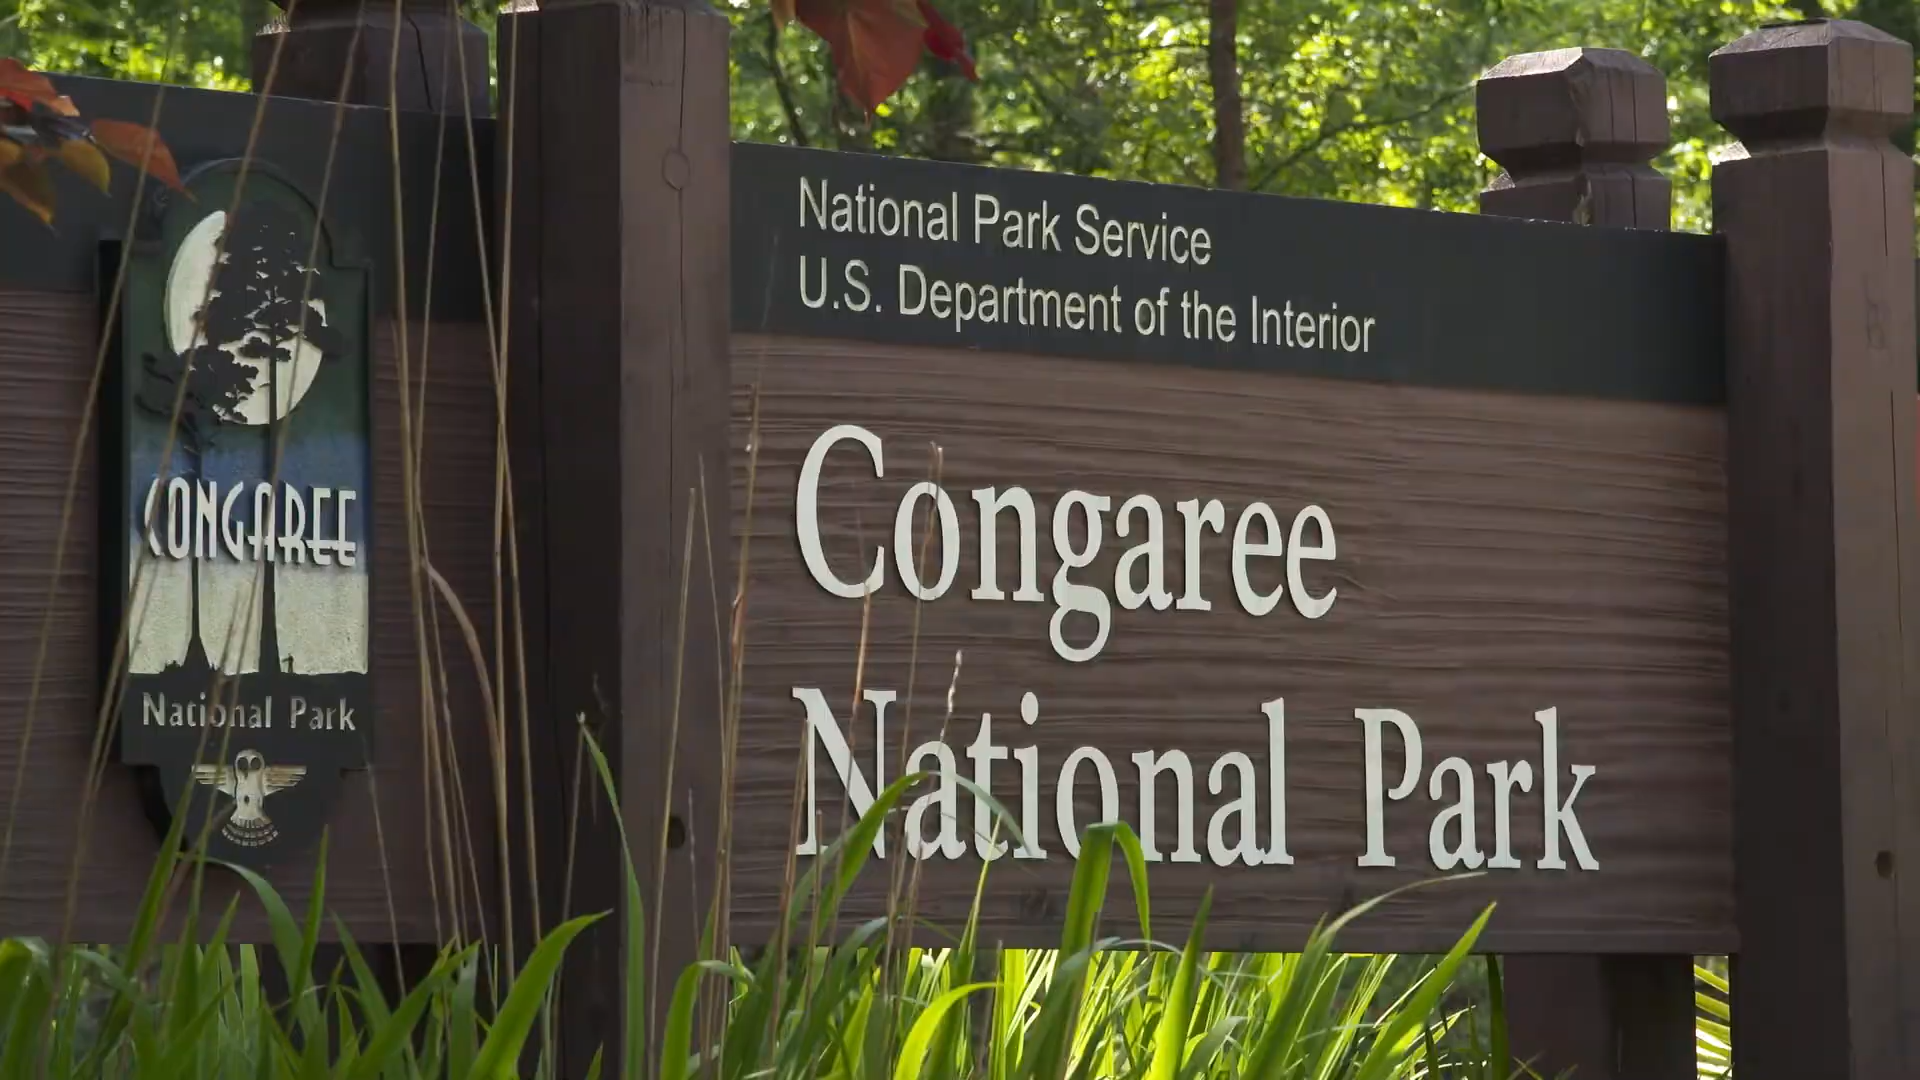 CONGAREE
National Park
National Park Service
U.S. Department of the Interior
Congaree
National Park